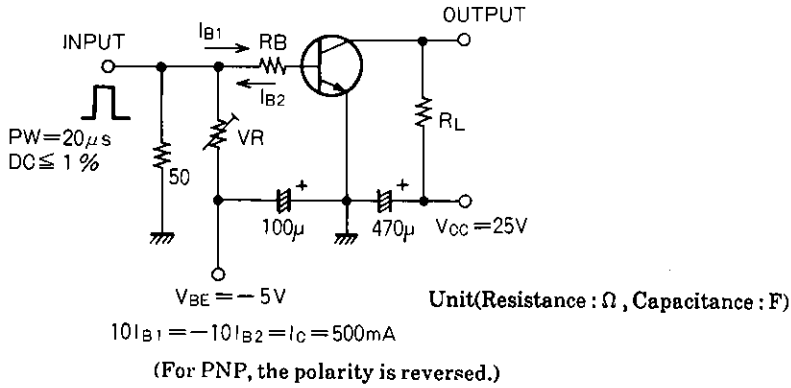 OUTPUT
INPUT
IB1
RB
IB2
RL
VR
PW=20μs
DC≦1%
50
+
+
100μ
470μ
VCC=25V
VBE=−5V
Unit(Resistance : Ω , Capacitance : F)
10IB1=−10IB2=IC=500mA
(For PNP, the polarity is reversed.)